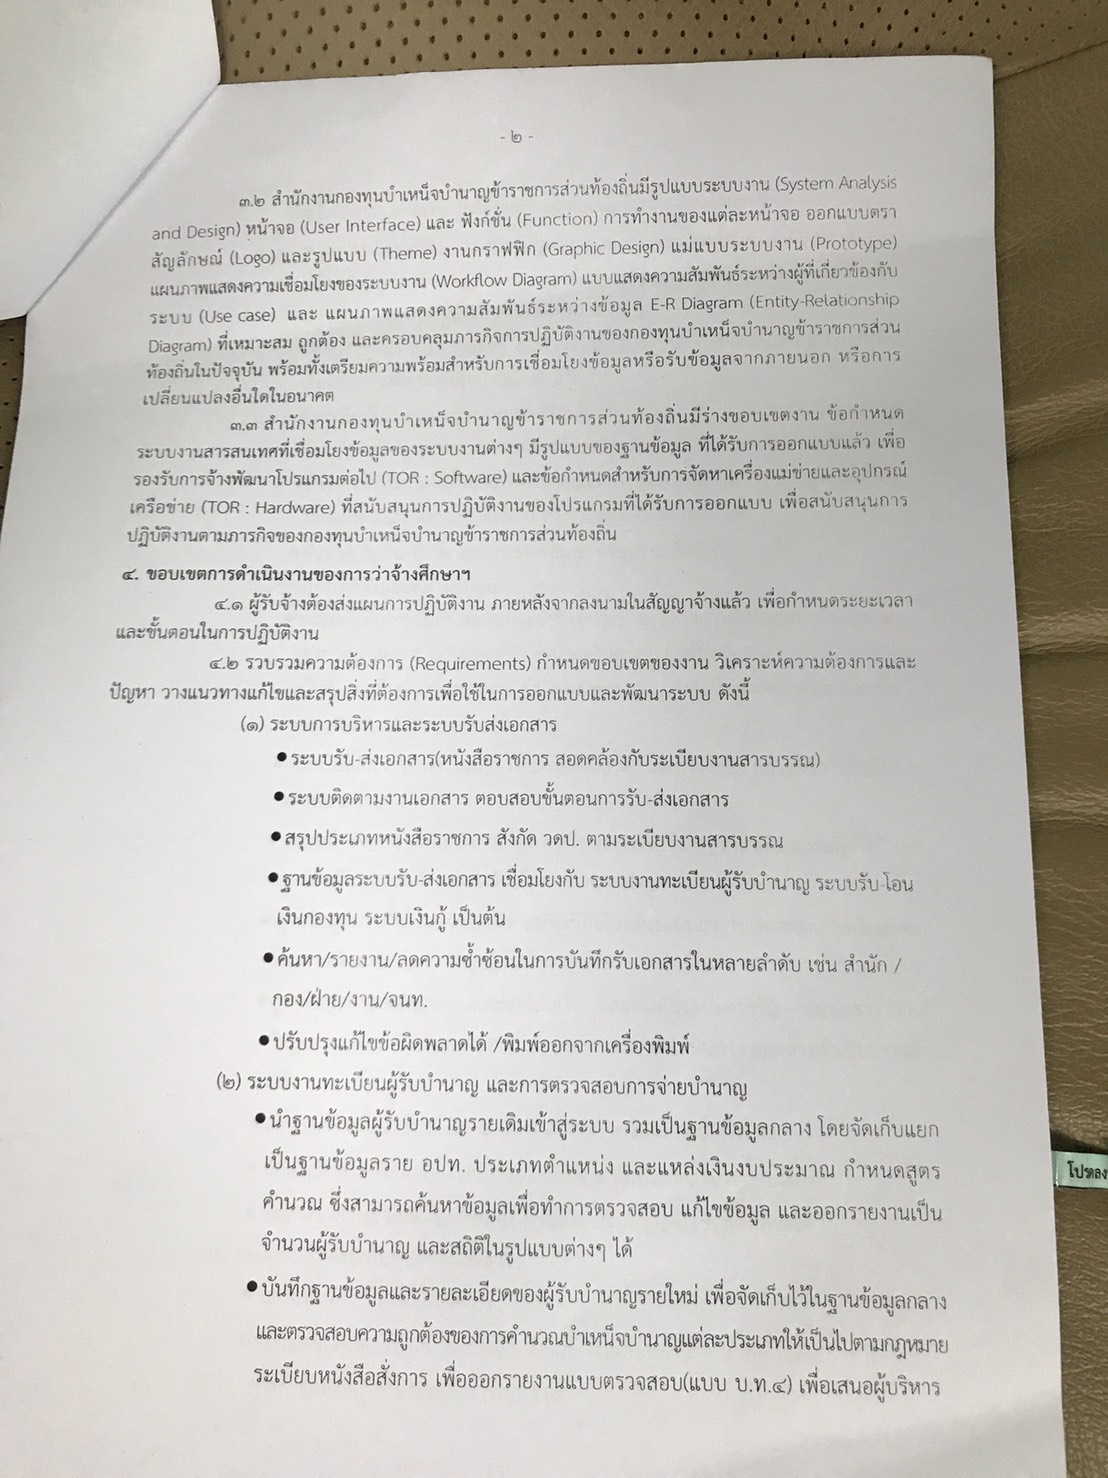 - ๒ -
๓.๒ สำนักงานกองทุนบำเหน็จบำนาญข้าราชการส่วนท้องถิ่นมีรูปแบบระบบงาน (System Analysis
and Design) หน้าจอ (User Interface) และ ฟังก์ชั่น (Function) การทำงานของแต่ละหน้าจอ ออกแบบตรา
สัญลักษณ์ (Logo) และรูปแบบ (Theme) งานกราฟฟิก (Graphic Design) แม่แบบระบบงาน (Prototype)
แผนภาพแสดงความเชื่อมโยงของระบบงาน (Workflow Diagram) แบบแสดงความสัมพันธ์ระหว่างผู้ที่เกี่ยวข้องกับ
ระบบ (Use case) และ แผนภาพแสดงความสัมพันธ์ระหว่างข้อมูล E-R Diagram (Entity-Relationship
Diagram) ที่เหมาะสม ถูกต้อง และครอบคลุมภารกิจการปฏิบัติงานของกองทุนบำเหน็จบำนาญข้าราชการส่วน
ท้องถิ่นในปัจจุบัน พร้อมทั้งเตรียมความพร้อมสำหรับการเชื่อมโยงข้อมูลหรือรับข้อมูลจากภายนอก หรือการ
เปลี่ยนแปลงอื่นใดในอนาคต
๓.๓ สำนักงานกองทุนบำเหน็จบำนาญข้าราชการส่วนท้องถิ่นมีร่างขอบเขตงาน ข้อกำหนด
ระบบงานสารสนเทศที่เชื่อมโยงข้อมูลของระบบงานต่างๆ มีรูปแบบของฐานข้อมูล ที่ได้รับการออกแบบแล้ว เพื่อ
รองรับการจ้างพัฒนาโปรแกรมต่อไป (TOR : Software) และข้อกำหนดสำหรับการจัดหาเครื่องแม่ข่ายและอุปกรณ์
เครือข่าย (TOR : Hardware) ที่สนับสนุนการปฏิบัติงานของโปรแกรมที่ได้รับการออกแบบ เพื่อสนับสนุนการ
ปฏิบัติงานตามภารกิจของกองทุนบำเหน็จบำนาญข้าราชการส่วนท้องถิ่น
๔. ขอบเขตการดำเนินงานของการว่าจ้างศึกษาฯ
๔.๑ ผู้รับจ้างต้องส่งแผนการปฏิบัติงาน ภายหลังจากลงนามในสัญญาจ้างแล้ว เพื่อกำหนดระยะเวลา
และขั้นตอนในการปฏิบัติงาน
๔.๒ รวบรวมความต้องการ (Requirements) กำหนดขอบเขตของงาน วิเคราะห์ความต้องการและ
ปัญหา วางแนวทางแก้ไขและสรุปสิ่งที่ต้องการเพื่อใช้ในการออกแบบและพัฒนาระบบ ดังนี้
(๑) ระบบการบริหารและระบบรับส่งเอกสาร
● ระบบรับ-ส่งเอกสาร(หนังสือราชการ สอดคล้องกับระเบียบงานสารบรรณ)
● ระบบติดตามงานเอกสาร ตอบสอบขั้นตอนการรับ-ส่งเอกสาร
● สรุปประเภทหนังสือราชการ สังกัด วดป. ตามระเบียบงานสารบรรณ
● ฐานข้อมูลระบบรับ-ส่งเอกสาร เชื่อมโยงกับ ระบบงานทะเบียนผู้รับบำนาญ ระบบรับ-โอน
เงินกองทุน ระบบเงินกู้ เป็นต้น
● ค้นหา/รายงาน/ลดความซ้ำซ้อนในการบันทึกรับเอกสารในหลายลำดับ เช่น สำนัก /
กอง/ฝ่าย/งาน/จนท.
● ปรับปรุงแก้ไขข้อผิดพลาดได้ /พิมพ์ออกจากเครื่องพิมพ์
(๒) ระบบงานทะเบียนผู้รับบำนาญ และการตรวจสอบการจ่ายบำนาญ
● นำฐานข้อมูลผู้รับบำนาญรายเดิมเข้าสู่ระบบ รวมเป็นฐานข้อมูลกลาง โดยจัดเก็บแยก
เป็นฐานข้อมูลราย อปท. ประเภทตำแหน่ง และแหล่งเงินงบประมาณ กำหนดสูตร
คำนวณ ซึ่งสามารถค้นหาข้อมูลเพื่อทำการตรวจสอบ แก้ไขข้อมูล และออกรายงานเป็น
จำนวนผู้รับบำนาญ และสถิติในรูปแบบต่างๆ ได้
● บันทึกฐานข้อมูลและรายละเอียดของผู้รับบำนาญรายใหม่ เพื่อจัดเก็บไว้ในฐานข้อมูลกลาง
และตรวจสอบความถูกต้องของการคำนวณบำเหน็จบำนาญแต่ละประเภทให้เป็นไปตามกฎหมาย
ระเบียบหนังสือสั่งการ เพื่อออกรายงานแบบตรวจสอบ(แบบ บ.ท.๔) เพื่อเสนอผู้บริหาร
โปรดลง